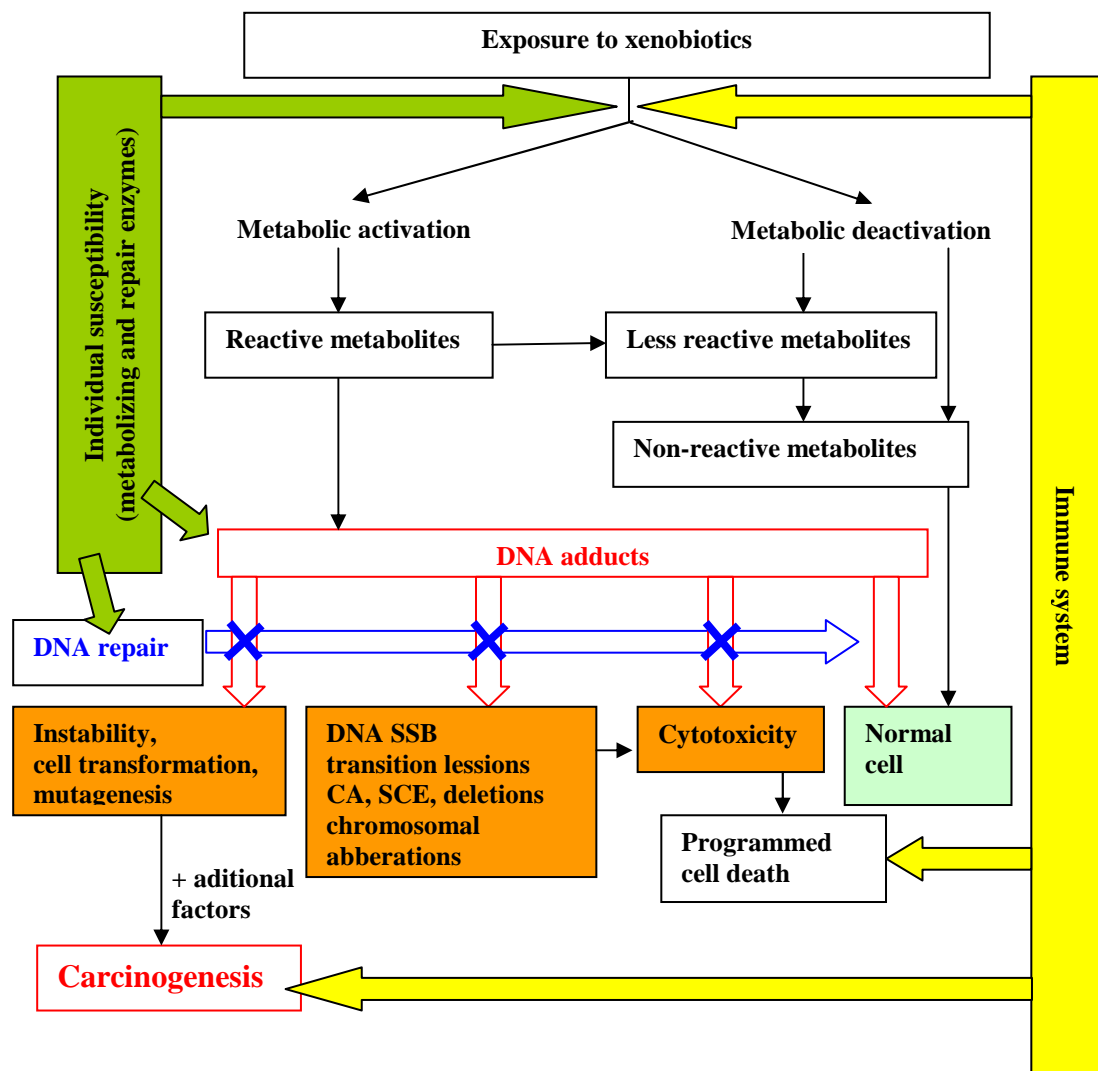 Exposure to xenobiotics
Individual susceptibility
(metabolizing and repair enzymes)
Metabolic activation
Metabolic deactivation
Reactive metabolites
Less reactive metabolites
Non-reactive metabolites
Immune system
DNA adducts
DNA repair
Instability,
cell transformation,
mutagenesis
DNA SSB
transition lessions
CA, SCE, deletions
chromosomal
abberations
Cytotoxicity
Normal
cell
Programmed
cell death
+ aditional
factors
Carcinogenesis